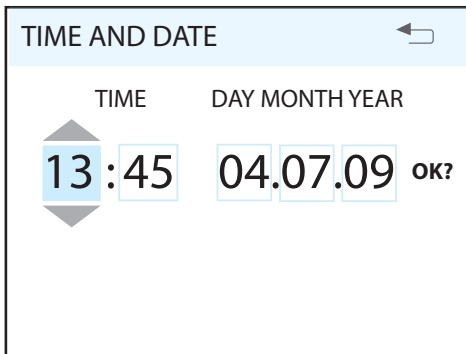 TIME AND DATE
TIME DAY MONTH YEAR
13 : 45 04.07.09 OK?